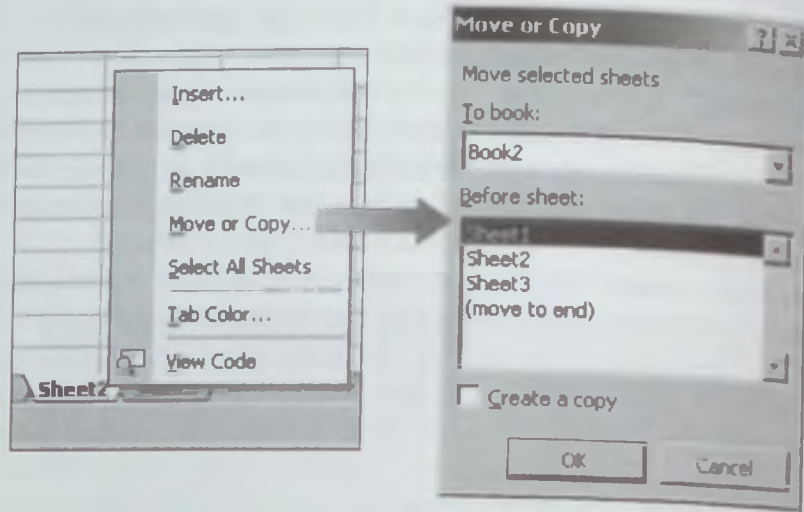 Insert...
Delete
Rename
Move or Copy...
Select All Sheets
Tab Color...
View Code
Sheet2
Move or Copy
Move selected sheets
To book:
Book2
Before sheet:
Sheet1
Sheet2
Sheet3
(move to end)
Create a copy
OK
Cancel